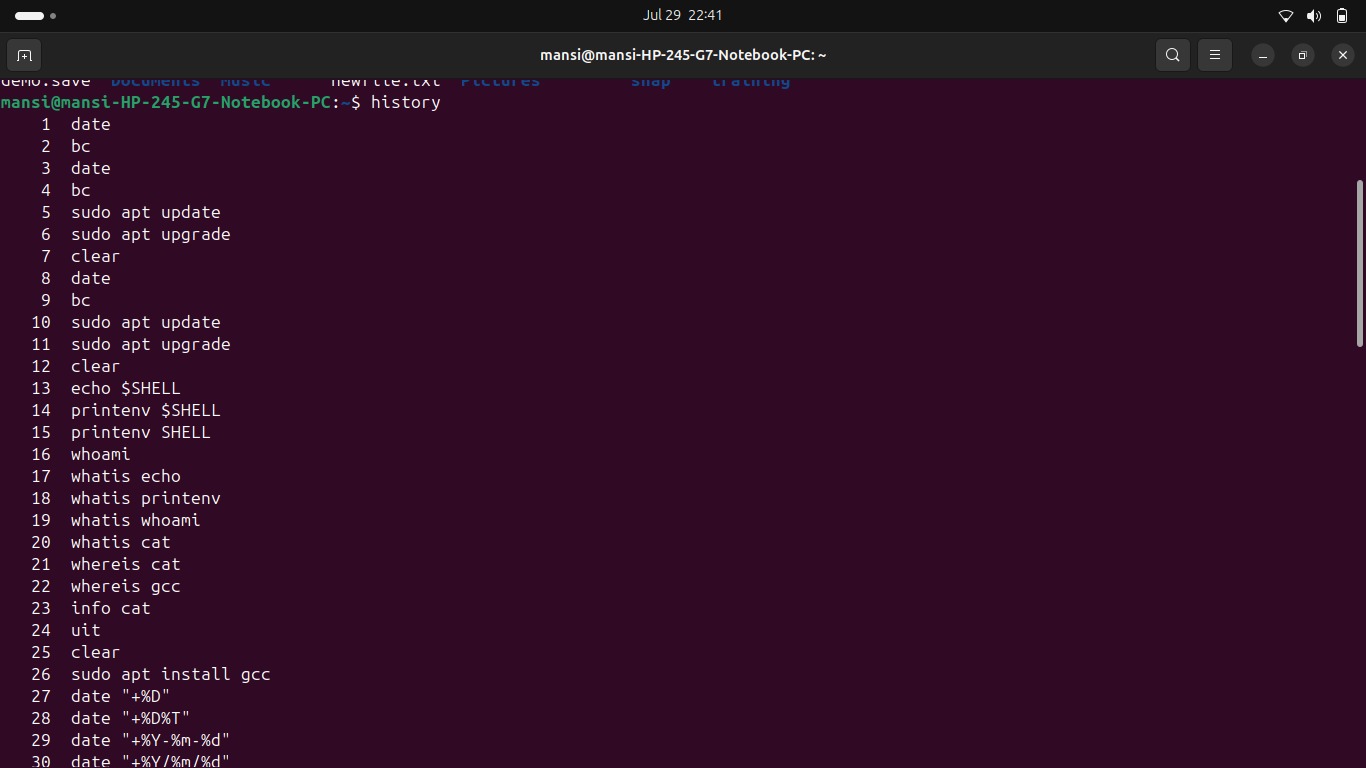 Jul 29 22:41
mansi@mansi-HP-245-G7-Notebook-PC: ~
demo.save Documents Music newfile.txt Pictures snap training
mansi@mansi-HP-245-G7-Notebook-PC:~$ history
1 date
2 bc
3 date
4 bc
5 sudo apt update
6 sudo apt upgrade
7 clear
8 date
9 bc
10 sudo apt update
11 sudo apt upgrade
12 clear
13 echo $SHELL
14 printenv $SHELL
15 printenv SHELL
16 whoami
17 whatis echo
18 whatis printenv
19 whatis whoami
20 whatis cat
21 whereis cat
22 whereis gcc
23 info cat
24 uit
25 clear
26 sudo apt install gcc
27 date "+%D"
28 date "+%D%T"
29 date "+%Y-%m-%d"
30 date "+%Y/%m/%d"